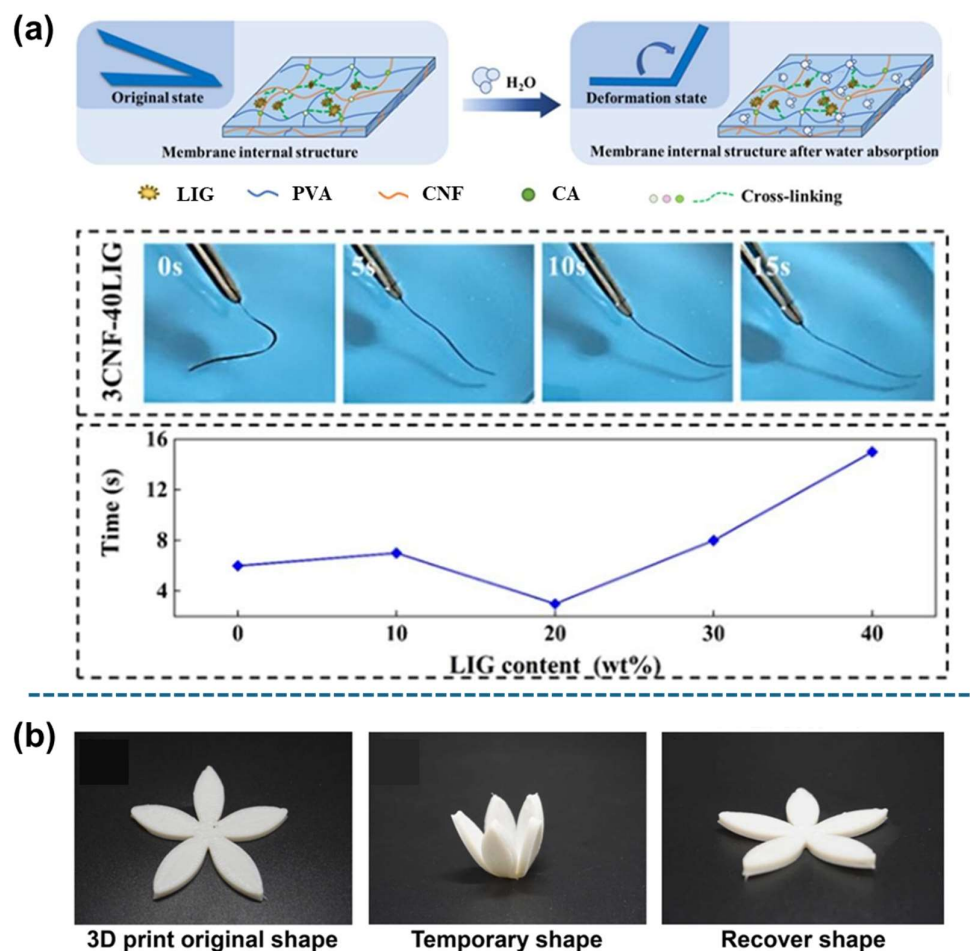 (a)
Original state
Membrane internal structure
H₂O
Deformation state
Membrane internal structure after water absorption
LIG PVA CNF CA Cross-linking
3CNF-40LIG
0s 5s 10s 15s
Time (s)
16
12
8
4
0 10 20 30 40
LIG content (wt%)
(b)
3D print original shape Temporary shape Recover shape